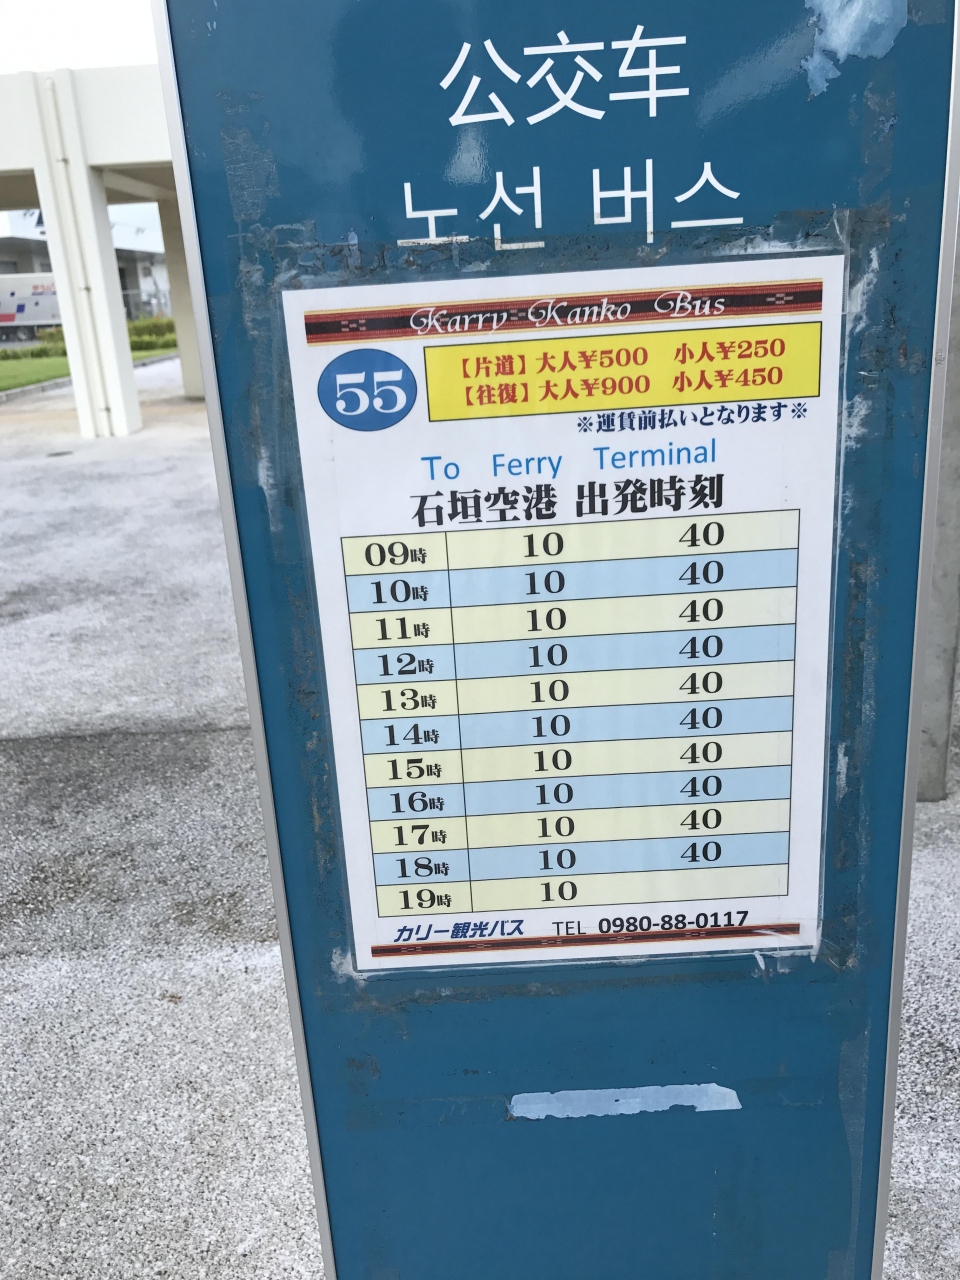 公交车
노선 버스
Karry Kanko Bus
55
【片道】大人¥500 小人¥250
【往復】大人¥900 小人¥450
※運賃前払いとなります※
To Ferry Terminal
石垣空港 出発時刻
09時 10 40
10時 10 40
11時 10 40
12時 10 40
13時 10 40
14時 10 40
15時 10 40
16時 10 40
17時 10 40
18時 10 40
19時 10
カリー観光バス TEL 0980-88-0117